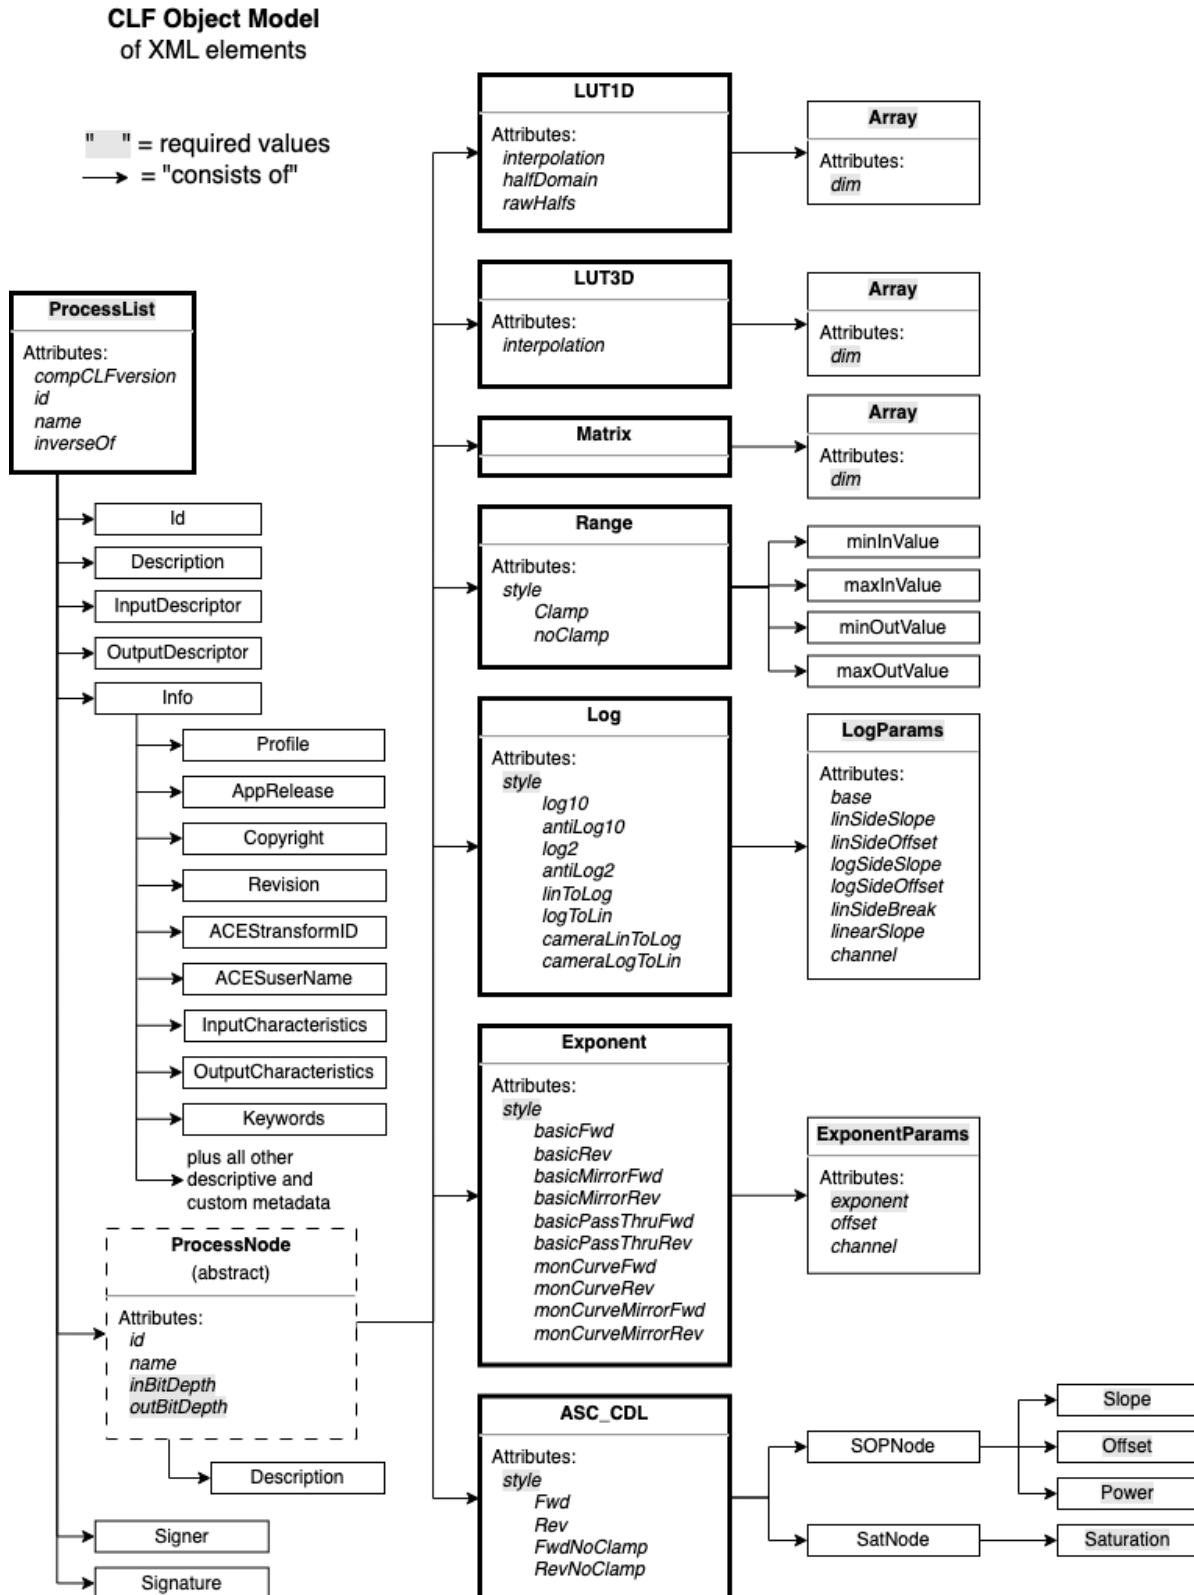 CLF Object Model
of XML elements
" " = required values
= "consists of"
ProcessList
Attributes:
compCLFversion
id
name
inverseOf
Id
Description
InputDescriptor
OutputDescriptor
Info
Profile
AppRelease
Copyright
Revision
ACEStransformID
ACESuserName
InputCharacteristics
OutputCharacteristics
Keywords
plus all other
descriptive and
custom metadata
ProcessNode
(abstract)
Attributes:
id
name
inBitDepth
outBitDepth
Description
Signer
Signature
LUT1D
Attributes:
interpolation
halfDomain
rawHalfs
Array
Attributes:
dim
LUT3D
Attributes:
interpolation
Array
Attributes:
dim
Matrix
Array
Attributes:
dim
Range
Attributes:
style
Clamp
noClamp
minInValue
maxInValue
minOutValue
maxOutValue
Log
Attributes:
style
log10
antiLog10
log2
antiLog2
linToLog
logToLin
cameraLinToLog
cameraLogToLin
LogParams
Attributes:
base
linSideSlope
linSideOffset
logSideSlope
logSideOffset
linSideBreak
linearSlope
channel
Exponent
Attributes:
style
basicFwd
basicRev
basicMirrorFwd
basicMirrorRev
basicPassThruFwd
basicPassThruRev
monCurveFwd
monCurveRev
monCurveMirrorFwd
monCurveMirrorRev
ExponentParams
Attributes:
exponent
offset
channel
ASC_CDL
Attributes:
style
Fwd
Rev
FwdNoClamp
RevNoClamp
SOPNode
Slope
Offset
Power
SatNode
Saturation